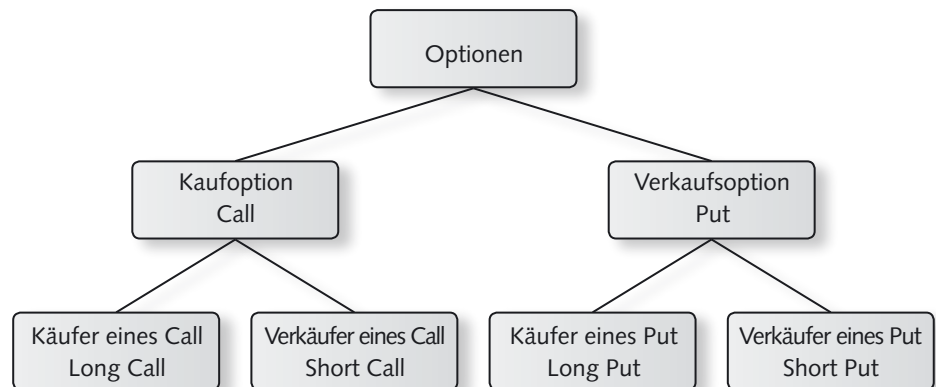 Optionen
Kaufoption
Call
Verkaufsoption
Put
Käufer eines Call
Long Call
Verkäufer eines Call
Short Call
Käufer eines Put
Long Put
Verkäufer eines Put
Short Put